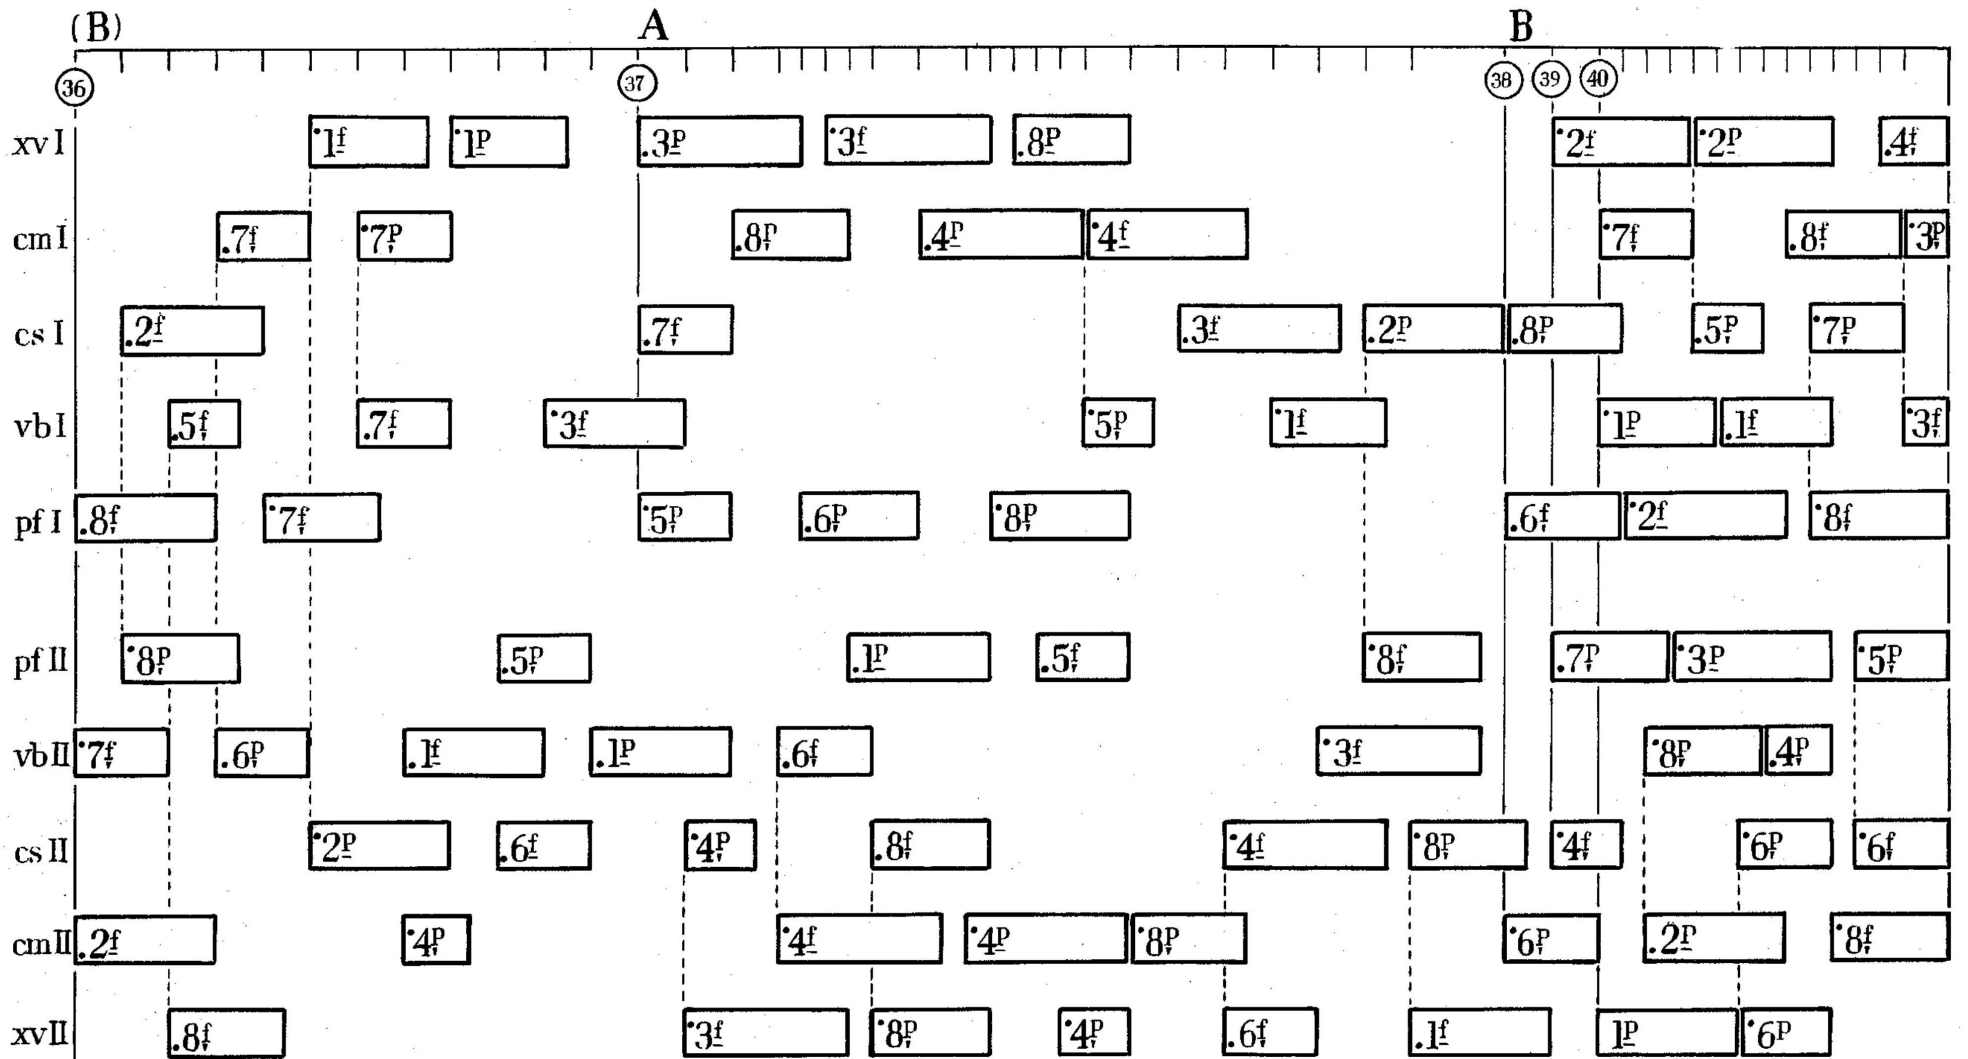 (B) A B
36 37 38 39 40
xv I ·1f ·1p .3p ·3f .8p ·2f ·2p .4f
cm I .7f ·7p .8p .4p ·4f ·7f .8f ·3p
cs I .2f .7f .3f .2p .8p .5p ·7p
vb I .5f .7f ·3f ·5p ·1f ·1p .1f ·3f
pf I .8f ·7f ·5p .6p ·8p .6f ·2f ·8f
pf II ·8p .5p .1p .5f ·8f .7p ·3p ·5p
vb II ·7f .6p .1f .1p .6f ·3f ·8p .4p
cs II ·2p .6f ·4p .8f ·4f ·8p ·4f ·6p ·6f
cm II .2f ·4p ·4f ·4p ·8p ·6p .2p ·8f
xv II .8f ·3f ·8p ·4p .6f .1f 1p ·6p